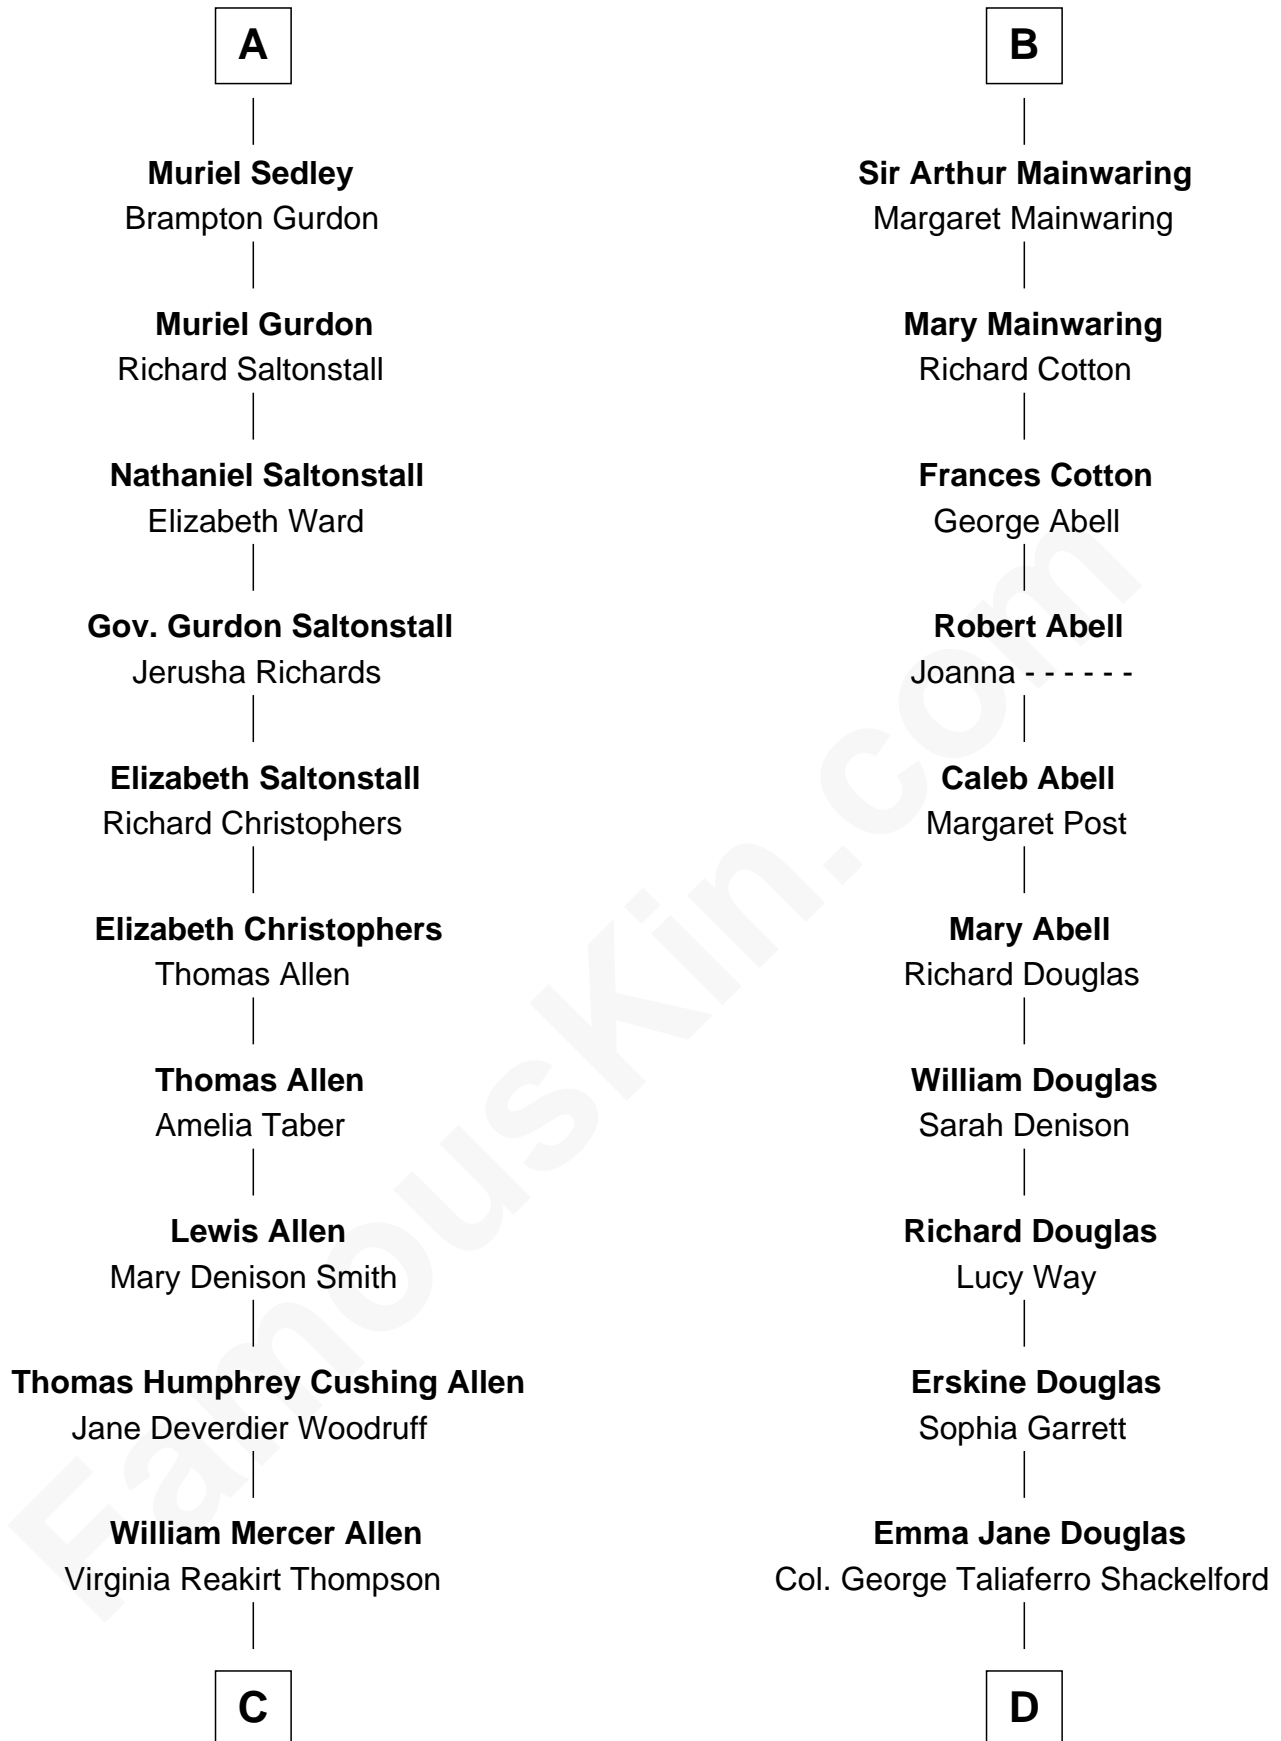 A
Muriel Sedley
Brampton Gurdon
Muriel Gurdon
Richard Saltonstall
Nathaniel Saltonstall
Elizabeth Ward
Gov. Gurdon Saltonstall
Jerusha Richards
Elizabeth Saltonstall
Richard Christophers
Elizabeth Christophers
Thomas Allen
Thomas Allen
Amelia Taber
Lewis Allen
Mary Denison Smith
Thomas Humphrey Cushing Allen
Jane Deverdier Woodruff
William Mercer Allen
Virginia Reakirt Thompson
C
B
Sir Arthur Mainwaring
Margaret Mainwaring
Mary Mainwaring
Richard Cotton
Frances Cotton
George Abell
Robert Abell
Joanna - - - - - -
Caleb Abell
Margaret Post
Mary Abell
Richard Douglas
William Douglas
Sarah Denison
Richard Douglas
Lucy Way
Erskine Douglas
Sophia Garrett
Emma Jane Douglas
Col. George Taliaferro Shackelford
D
FamousKin.com